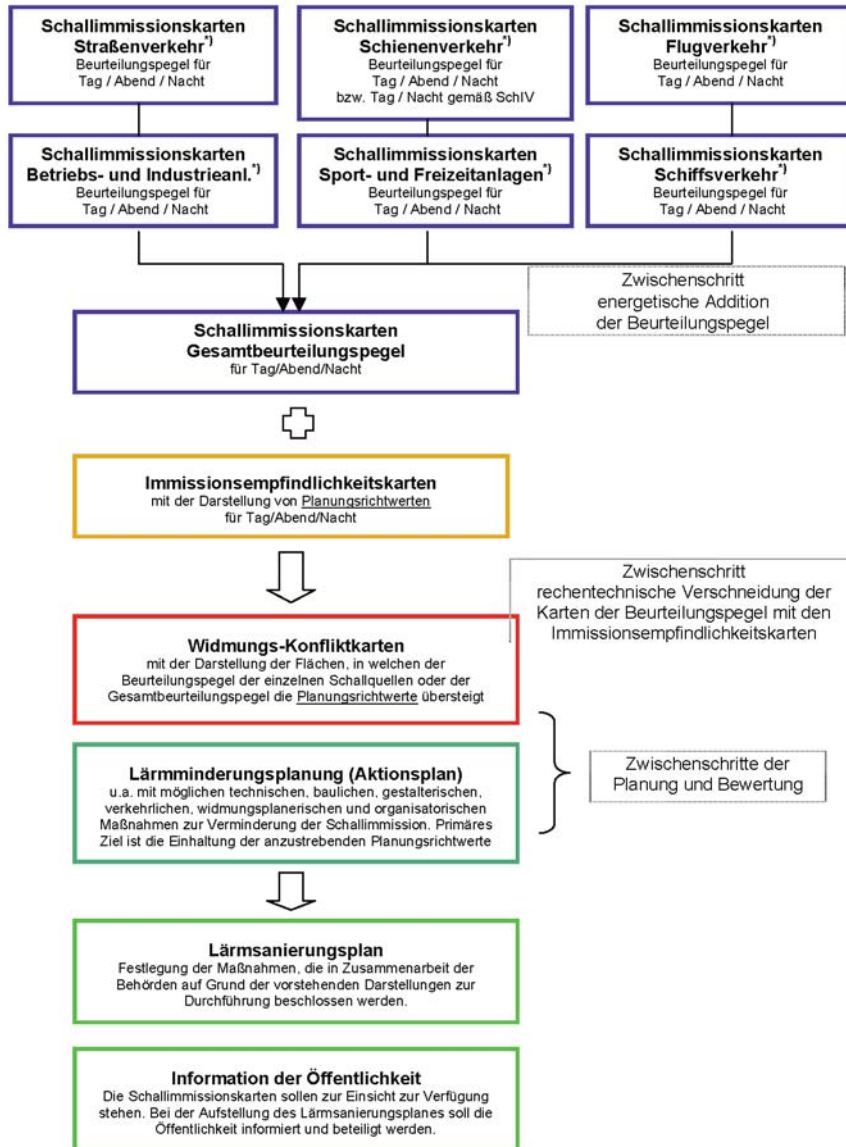 Schallimmissionskarten
Straßenverkehr*)
Beurteilungspegel für
Tag / Abend / Nacht
Schallimmissionskarten
Schienenverkehr*)
Beurteilungspegel für
Tag / Abend / Nacht
bzw. Tag / Nacht gemäß SchIV
Schallimmissionskarten
Flugverkehr*)
Beurteilungspegel für
Tag / Abend / Nacht
Schallimmissionskarten
Betriebs- und Industrieanl.*)
Beurteilungspegel für
Tag / Abend / Nacht
Schallimmissionskarten
Sport- und Freizeitanlagen*)
Beurteilungspegel für
Tag / Abend / Nacht
Schallimmissionskarten
Schiffsverkehr*)
Beurteilungspegel für
Tag / Abend / Nacht
Zwischenschritt
energetische Addition
der Beurteilungspegel
Schallimmissionskarten
Gesamtbeurteilungspegel
für Tag/Abend/Nacht
Immissionsempfindlichkeitskarten
mit der Darstellung von Planungsrichtwerten
für Tag/Abend/Nacht
Zwischenschritt
rechentechnische Verschneidung der
Karten der Beurteilungspegel mit den
Immissionsempfindlichkeitskarten
Widmungs-Konfliktkarten
mit der Darstellung der Flächen, in welchen der
Beurteilungspegel der einzelnen Schallquellen oder der
Gesamtbeurteilungspegel die Planungsrichtwerte übersteigt
Zwischenschritte der
Planung und Bewertung
Lärmminderungsplanung (Aktionsplan)
u.a. mit möglichen technischen, baulichen, gestalterischen,
verkehrlichen, widmungsplanerischen und organisatorischen
Maßnahmen zur Verminderung der Schallimmission. Primäres
Ziel ist die Einhaltung der anzustrebenden Planungsrichtwerte
Lärmsanierungsplan
Festlegung der Maßnahmen, die in Zusammenarbeit der
Behörden auf Grund der vorstehenden Darstellungen zur
Durchführung beschlossen werden.
Information der Öffentlichkeit
Die Schallimmissionskarten sollen zur Einsicht zur Verfügung
stehen. Bei der Aufstellung des Lärmsanierungsplanes soll die
Öffentlichkeit informiert und beteiligt werden.